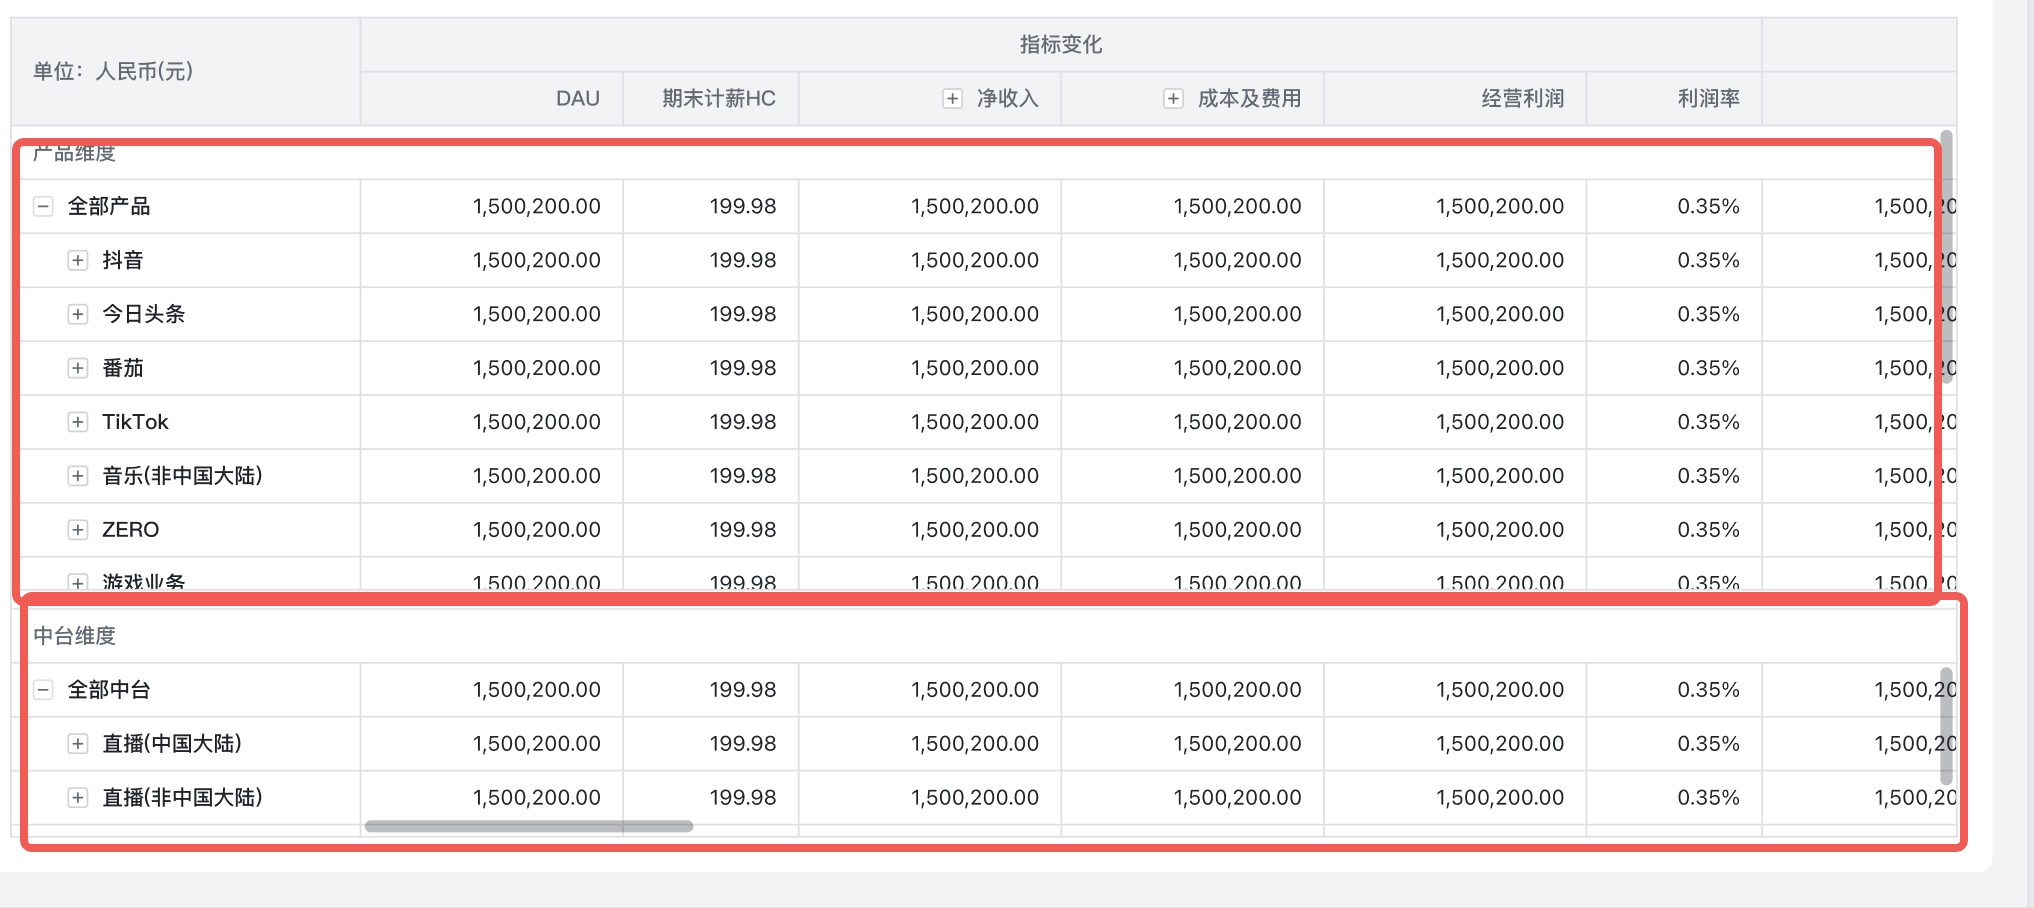 指标变化
单位：人民币(元)
DAU 期末计薪HC 净收入 成本及费用 经营利润 利润率
产品维度
全部产品 1,500,200.00 199.98 1,500,200.00 1,500,200.00 1,500,200.00 0.35% 1,500,20
抖音 1,500,200.00 199.98 1,500,200.00 1,500,200.00 1,500,200.00 0.35% 1,500,20
今日头条 1,500,200.00 199.98 1,500,200.00 1,500,200.00 1,500,200.00 0.35% 1,500,20
番茄 1,500,200.00 199.98 1,500,200.00 1,500,200.00 1,500,200.00 0.35% 1,500,20
TikTok 1,500,200.00 199.98 1,500,200.00 1,500,200.00 1,500,200.00 0.35% 1,500,20
音乐(非中国大陆) 1,500,200.00 199.98 1,500,200.00 1,500,200.00 1,500,200.00 0.35% 1,500,20
ZERO 1,500,200.00 199.98 1,500,200.00 1,500,200.00 1,500,200.00 0.35% 1,500,20
游戏业务 1,500,200.00 199.98 1,500,200.00 1,500,200.00 1,500,200.00 0.35% 1,500,20
中台维度
全部中台 1,500,200.00 199.98 1,500,200.00 1,500,200.00 1,500,200.00 0.35% 1,500,20
直播(中国大陆) 1,500,200.00 199.98 1,500,200.00 1,500,200.00 1,500,200.00 0.35% 1,500,20
直播(非中国大陆) 1,500,200.00 199.98 1,500,200.00 1,500,200.00 1,500,200.00 0.35% 1,500,20